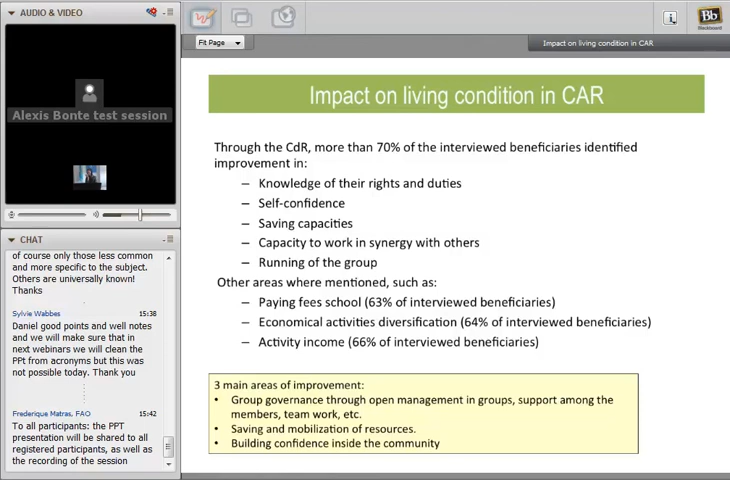 AUDIO & VIDEO
Alexis Bonte test session
CHAT
of course only those less common
and more specific to the subject.
Others are universally known!
Thanks
Sylvie Wabbes 15:38
Daniel good points and well notes
and we will make sure that in
next webinars we will clean the
PPt from acronyms but this was
not possible today. Thank you
Frederique Matras, FAO 15:42
To all participants: the PPT
presentation will be shared to all
registered participants, as well as
the recording of the session
Fit Page
Impact on living condition in CAR
i
Bb
Blackboard
Impact on living condition in CAR
Through the CdR, more than 70% of the interviewed beneficiaries identified
improvement in:
– Knowledge of their rights and duties
– Self-confidence
– Saving capacities
– Capacity to work in synergy with others
– Running of the group
Other areas where mentioned, such as:
– Paying fees school (63% of interviewed beneficiaries)
– Economical activities diversification (64% of interviewed beneficiaries)
– Activity income (66% of interviewed beneficiaries)
3 main areas of improvement:
• Group governance through open management in groups, support among the
members, team work, etc.
• Saving and mobilization of resources.
• Building confidence inside the community